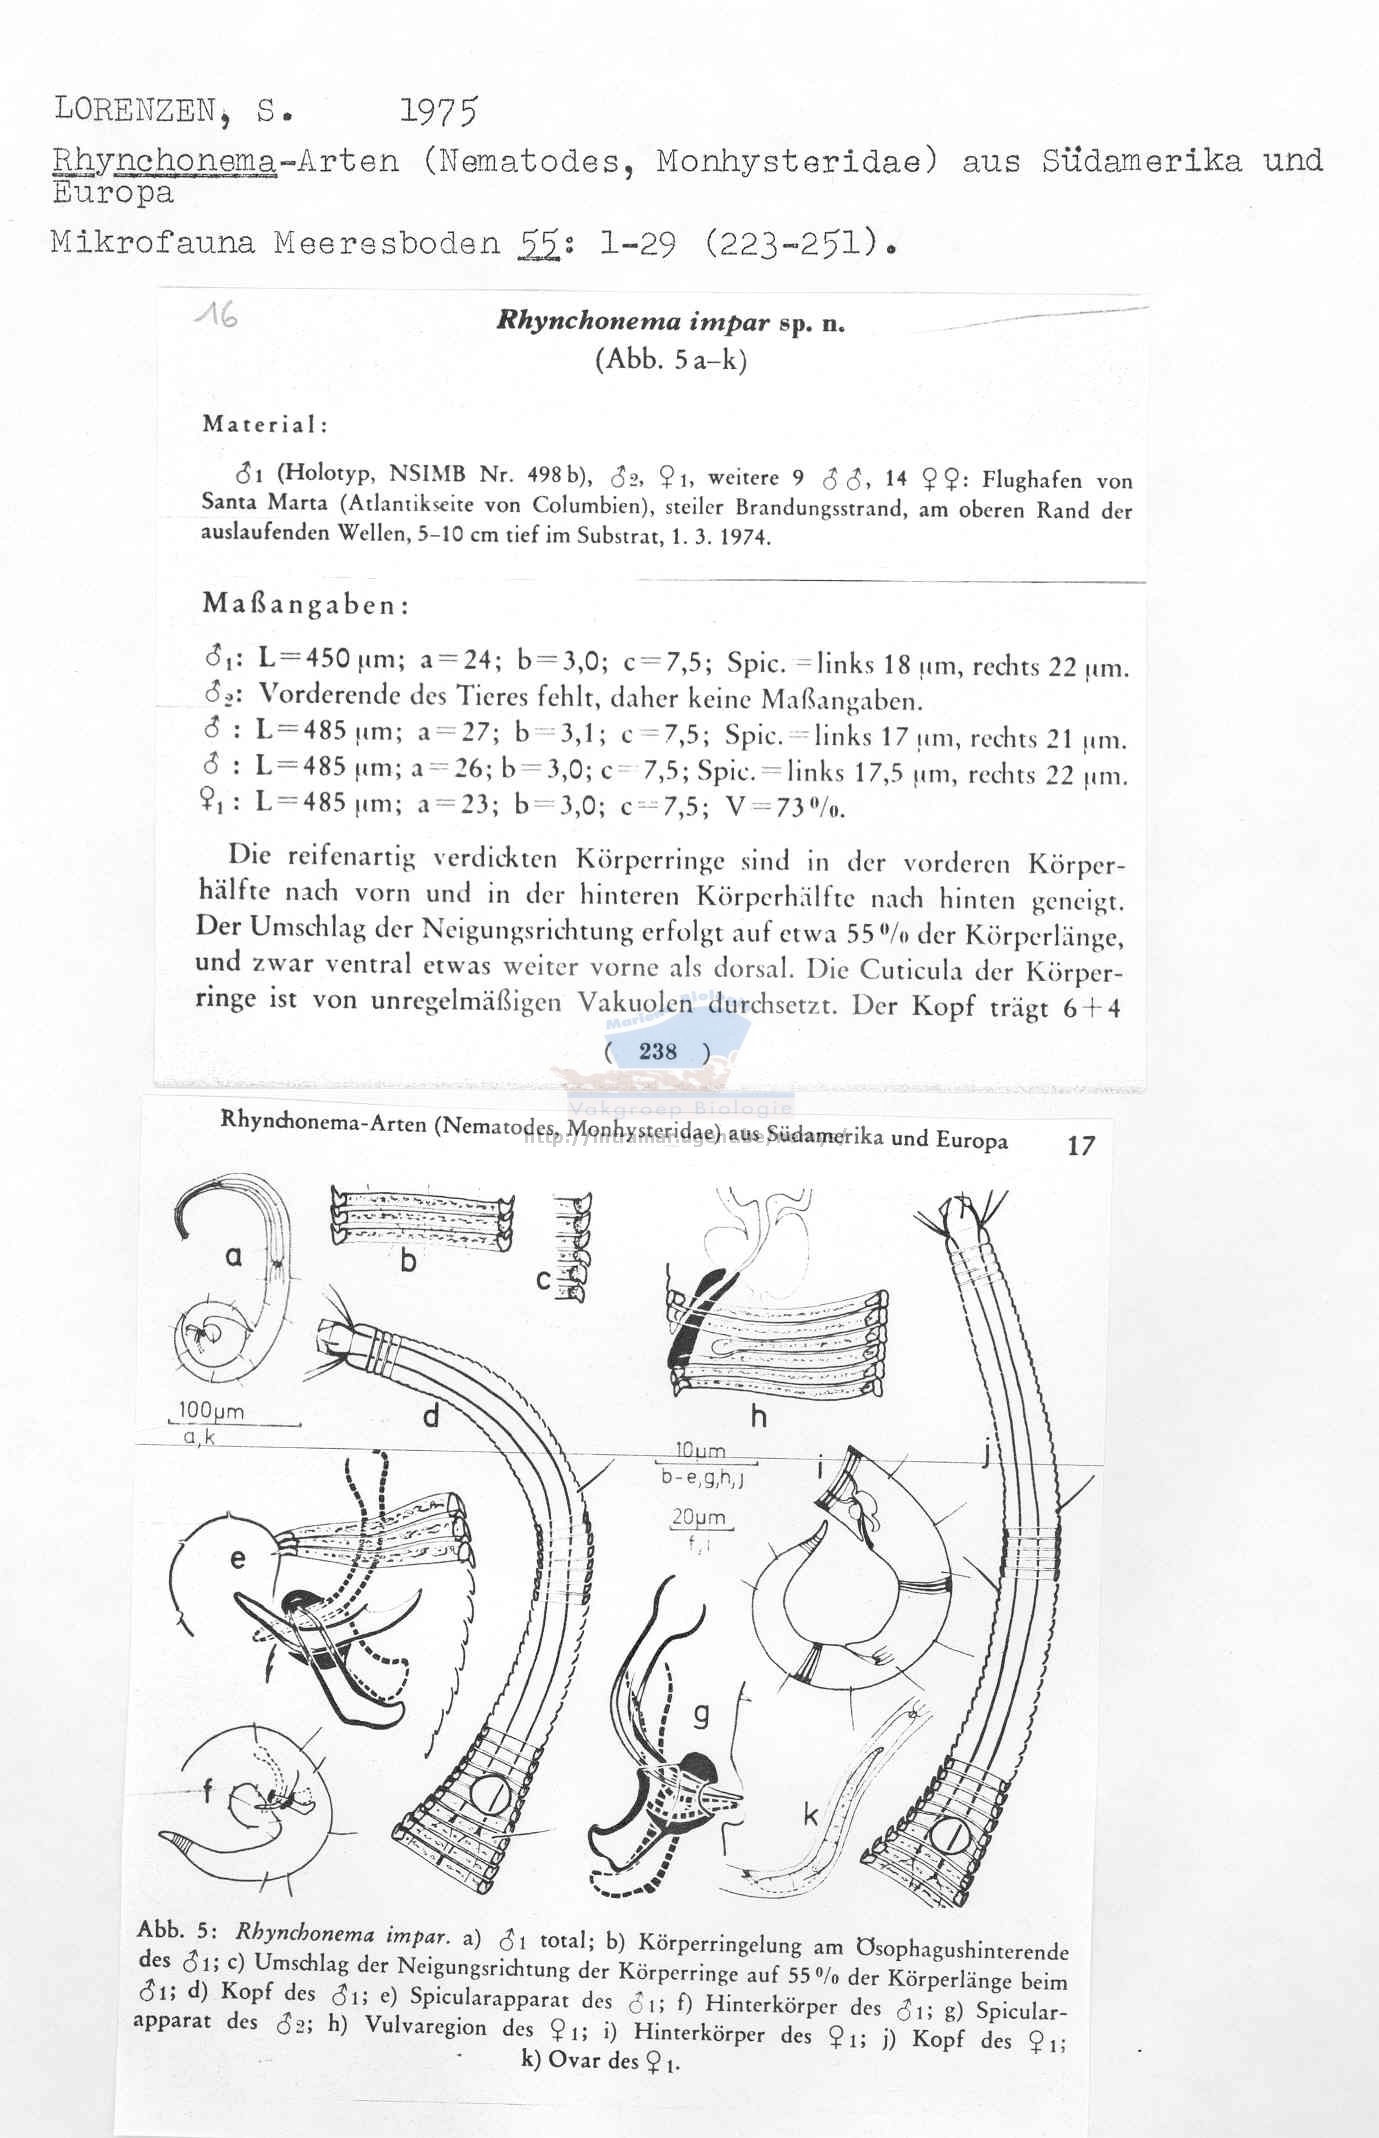 LORENZEN, S. 1975
Rhynchonema-Arten (Nematodes, Monhysteridae) aus Südamerika und
Europa
Mikrofauna Meeresboden 55: 1-29 (223-251).
16
Rhynchonema impar sp. n.
(Abb. 5 a–k)
Material:
♂1 (Holotyp, NSIMB Nr. 498 b), ♂2, ♀1, weitere 9 ♂♂, 14 ♀♀: Flughafen von
Santa Marta (Atlantikseite von Columbien), steiler Brandungsstrand, am oberen Rand der
auslaufenden Wellen, 5–10 cm tief im Substrat, 1. 3. 1974.
Maßangaben:
♂1: L=450 µm; a=24; b=3,0; c=7,5; Spic. =links 18 µm, rechts 22 µm.
♂2: Vorderende des Tieres fehlt, daher keine Maßangaben.
♂ : L=485 µm; a=27; b=3,1; c=7,5; Spic. =links 17 µm, rechts 21 µm.
♂ : L=485 µm; a=26; b=3,0; c=7,5; Spic. =links 17,5 µm, rechts 22 µm.
♀1: L=485 µm; a=23; b=3,0; c=7,5; V=73 %.
Die reifenartig verdickten Körperringe sind in der vorderen Körper-
hälfte nach vorn und in der hinteren Körperhälfte nach hinten geneigt.
Der Umschlag der Neigungsrichtung erfolgt auf etwa 55 % der Körperlänge,
und zwar ventral etwas weiter vorne als dorsal. Die Cuticula der Körper-
ringe ist von unregelmäßigen Vakuolen durchsetzt. Der Kopf trägt 6+4
( 238 )
Vakgroep Biologie
Rhynchonema-Arten (Nematodes, Monhysteridae) aus Südamerika und Europa 17
a
b
c
d
100µm
a,k
h
10µm
b-e,g,h,j
20µm
f,i
i
j
e
g
f
k
Abb. 5: Rhynchonema impar. a) ♂1 total; b) Körperringelung am Ösophagushinterende
des ♂1; c) Umschlag der Neigungsrichtung der Körperringe auf 55 % der Körperlänge beim
♂1; d) Kopf des ♂1; e) Spicularapparat des ♂1; f) Hinterkörper des ♂1; g) Spicular-
apparat des ♂2; h) Vulvaregion des ♀1; i) Hinterkörper des ♀1; j) Kopf des ♀1;
k) Ovar des ♀1.